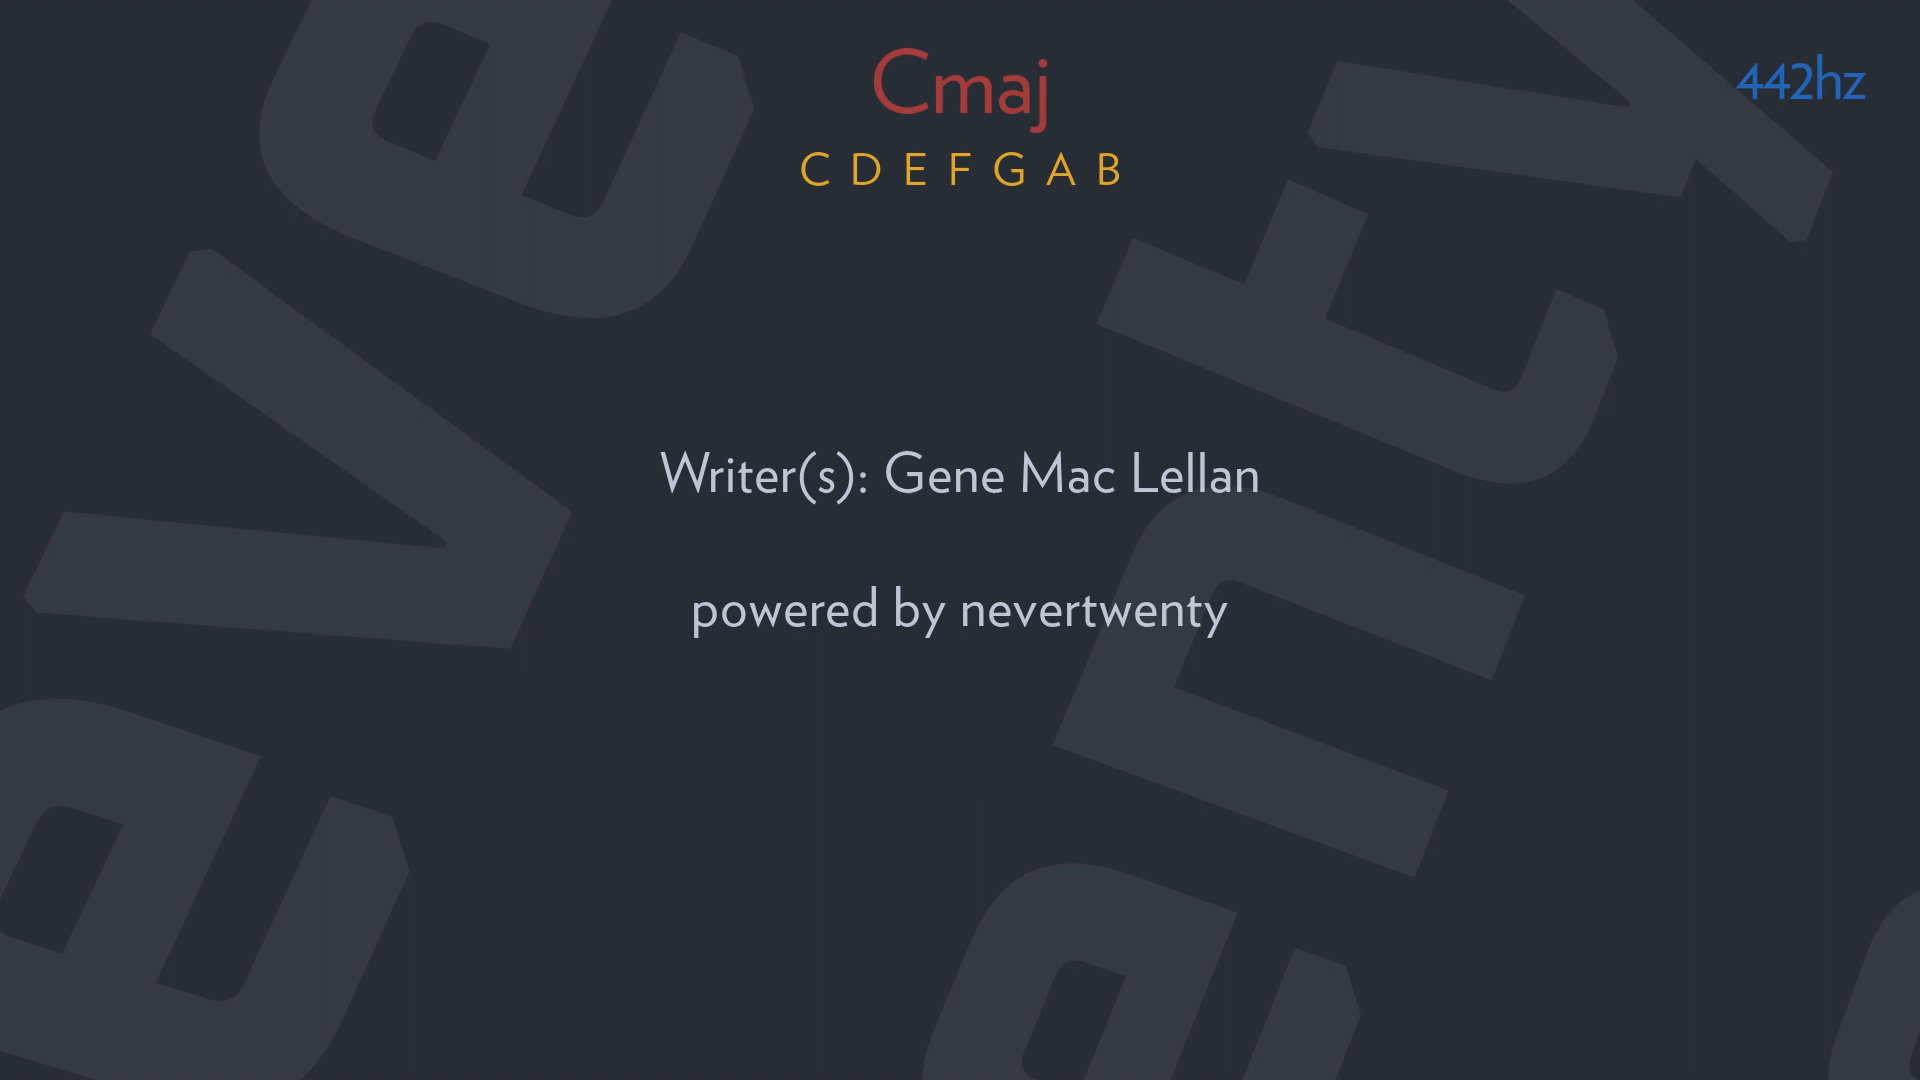 Cmaj
442hz
C D E F G A B
Writer(s): Gene Mac Lellan
powered by nevertwenty